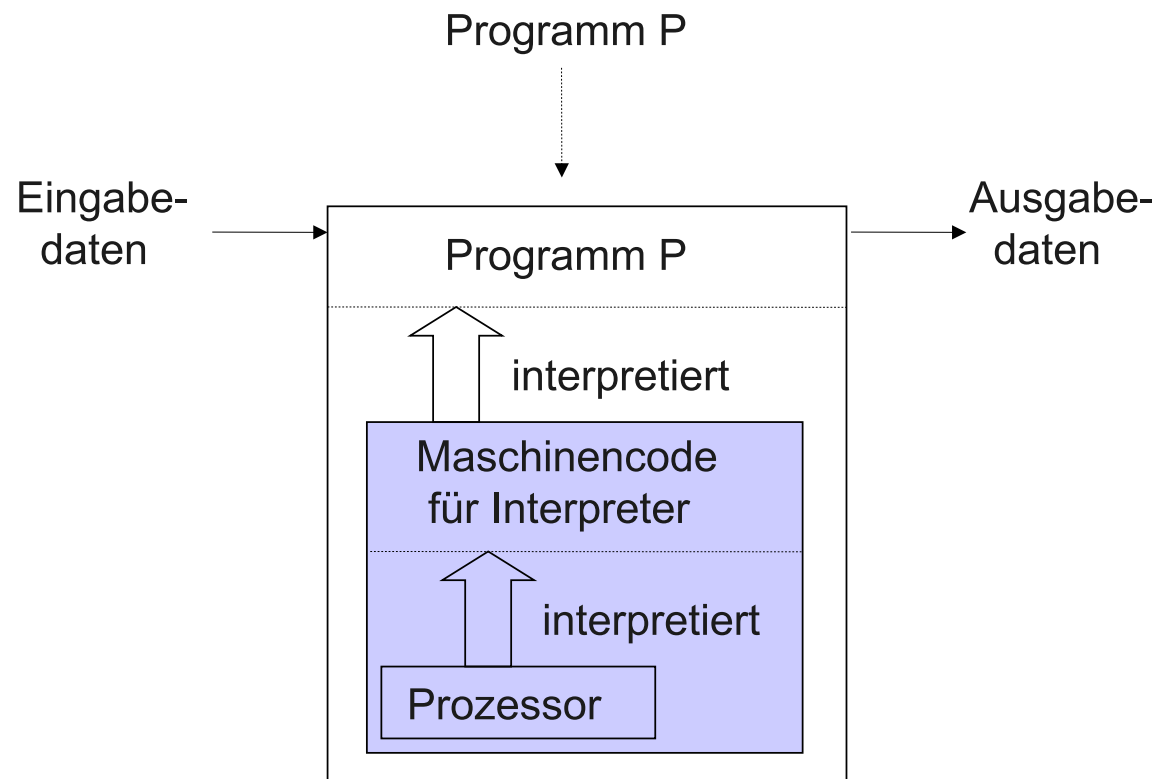 Programm P
Eingabe-
daten
Ausgabe-
daten
Programm P
interpretiert
Maschinencode
für Interpreter
interpretiert
Prozessor